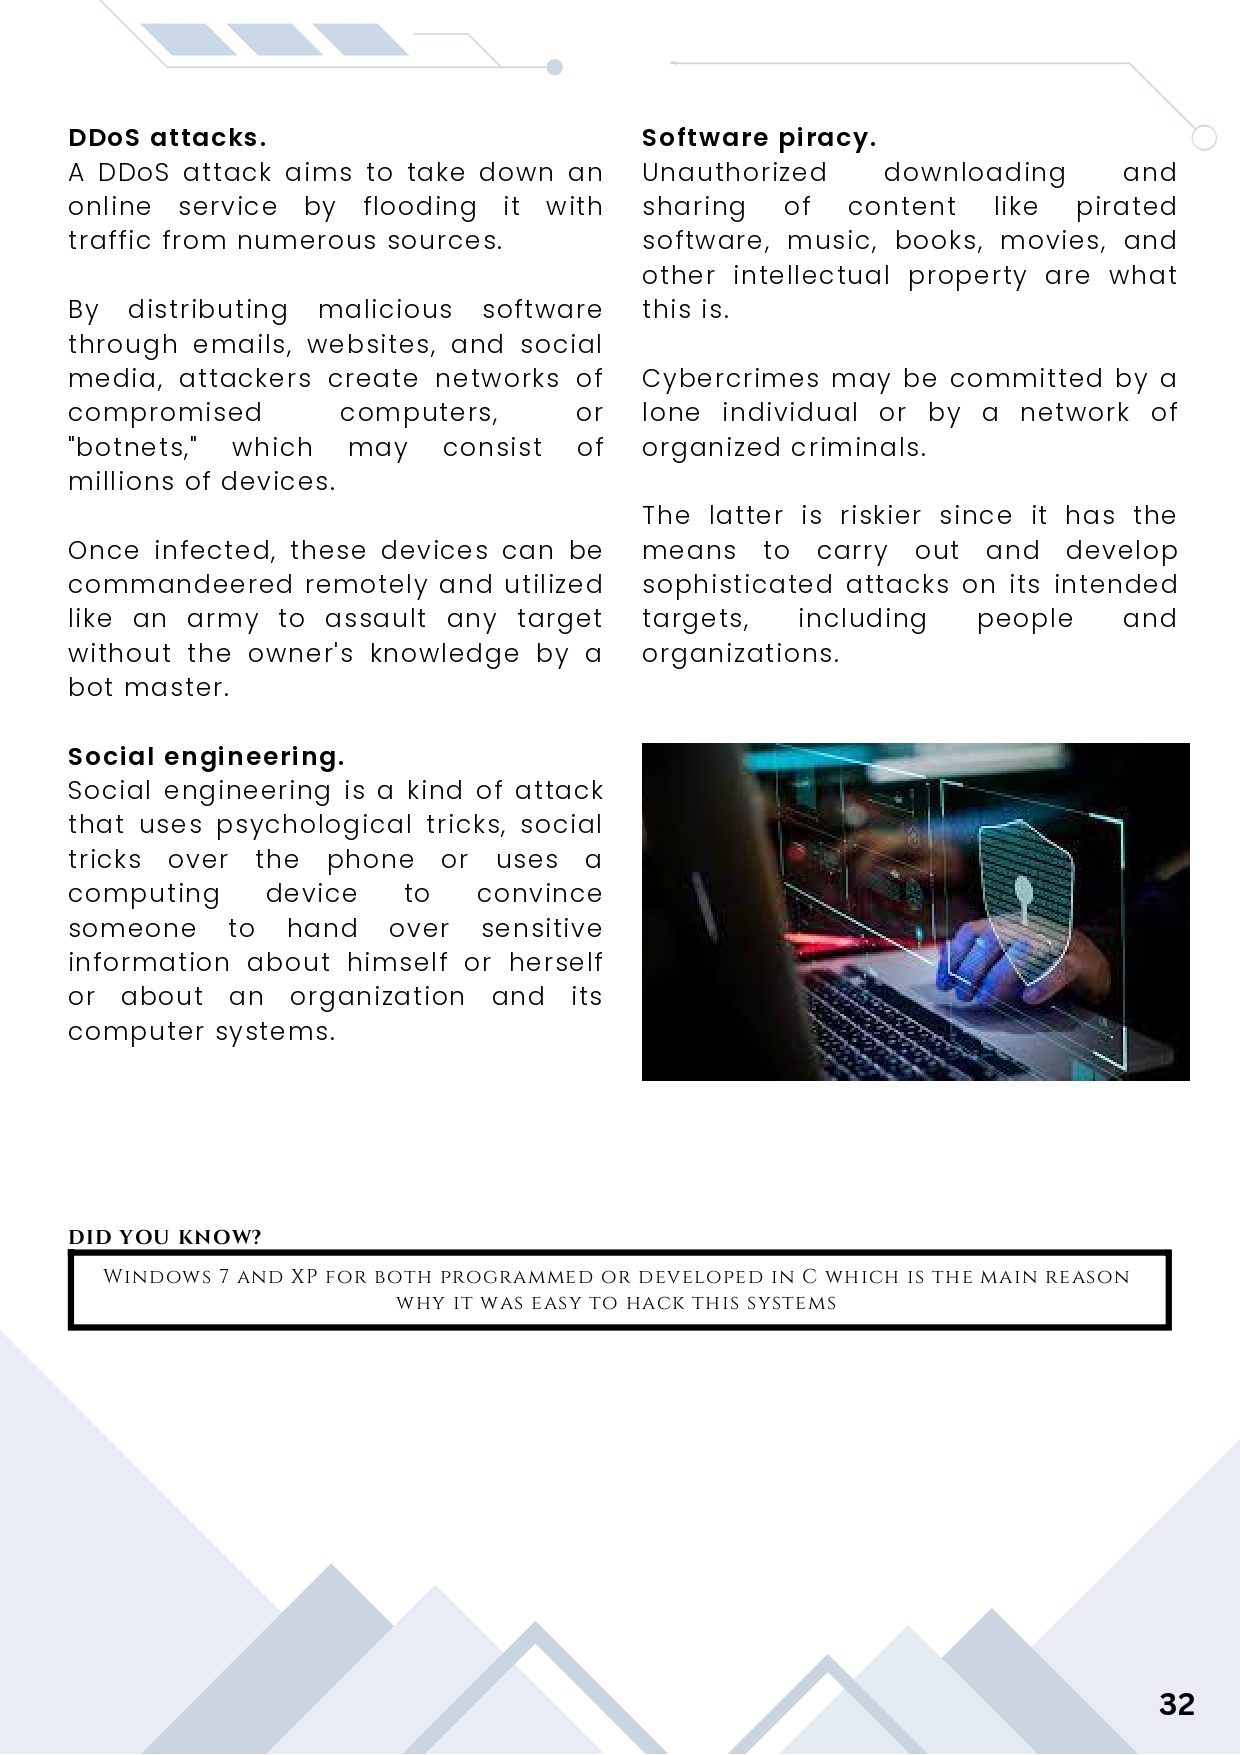 DDoS attacks.
A DDoS attack aims to take down an
online service by flooding it with
traffic from numerous sources.
By distributing malicious software
through emails, websites, and social
media, attackers create networks of
compromised computers, or
"botnets," which may consist of
millions of devices.
Once infected, these devices can be
commandeered remotely and utilized
like an army to assault any target
without the owner's knowledge by a
bot master.
Social engineering.
Social engineering is a kind of attack
that uses psychological tricks, social
tricks over the phone or uses a
computing device to convince
someone to hand over sensitive
information about himself or herself
or about an organization and its
computer systems.
Software piracy.
Unauthorized downloading and
sharing of content like pirated
software, music, books, movies, and
other intellectual property are what
this is.
Cybercrimes may be committed by a
lone individual or by a network of
organized criminals.
The latter is riskier since it has the
means to carry out and develop
sophisticated attacks on its intended
targets, including people and
organizations.
DID YOU KNOW?
WINDOWS 7 AND XP FOR BOTH PROGRAMMED OR DEVELOPED IN C WHICH IS THE MAIN REASON
WHY IT WAS EASY TO HACK THIS SYSTEMS
32